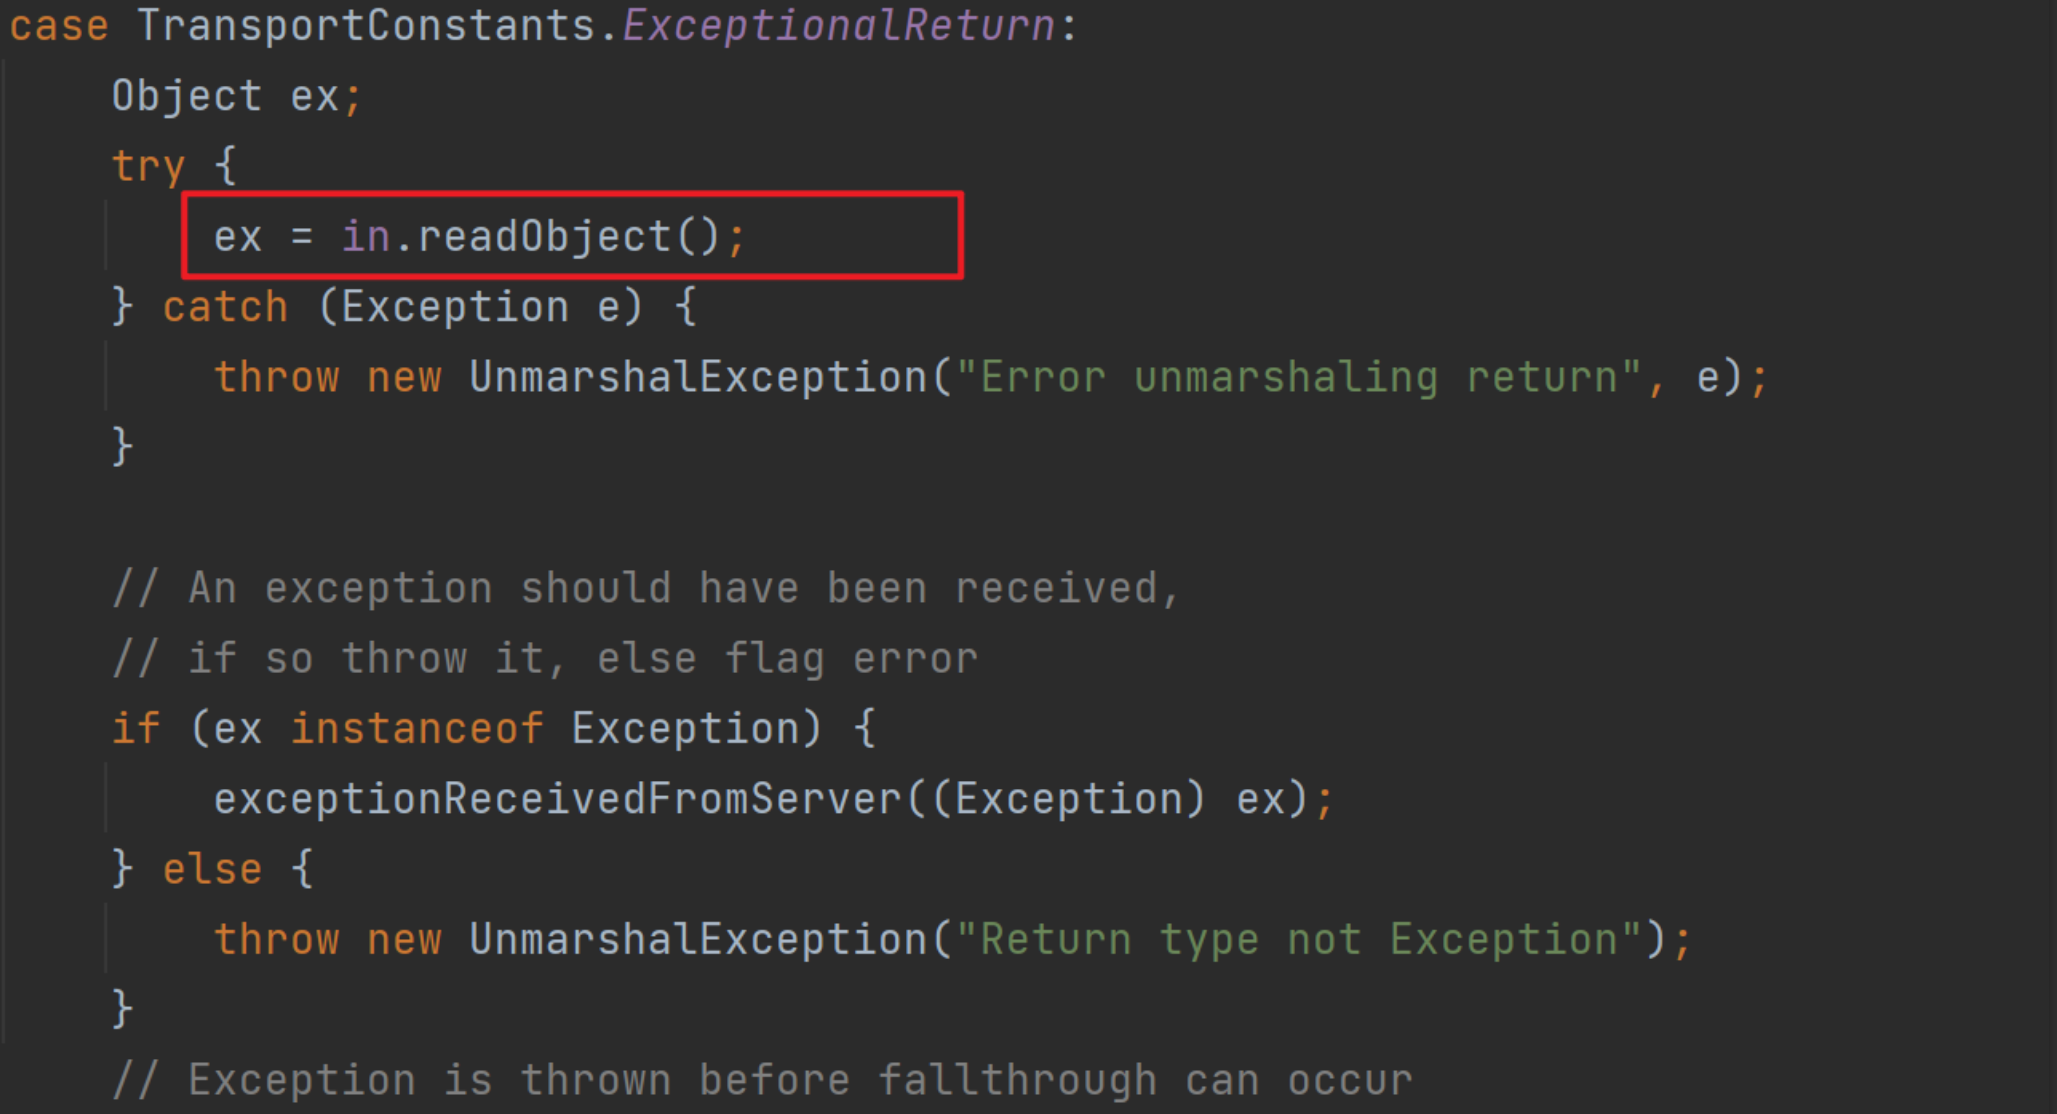 case TransportConstants.ExceptionalReturn:
Object ex;
try {
ex = in.readObject();
} catch (Exception e) {
throw new UnmarshalException("Error unmarshaling return", e);
}
// An exception should have been received,
// if so throw it, else flag error
if (ex instanceof Exception) {
exceptionReceivedFromServer((Exception) ex);
} else {
throw new UnmarshalException("Return type not Exception");
}
// Exception is thrown before fallthrough can occur